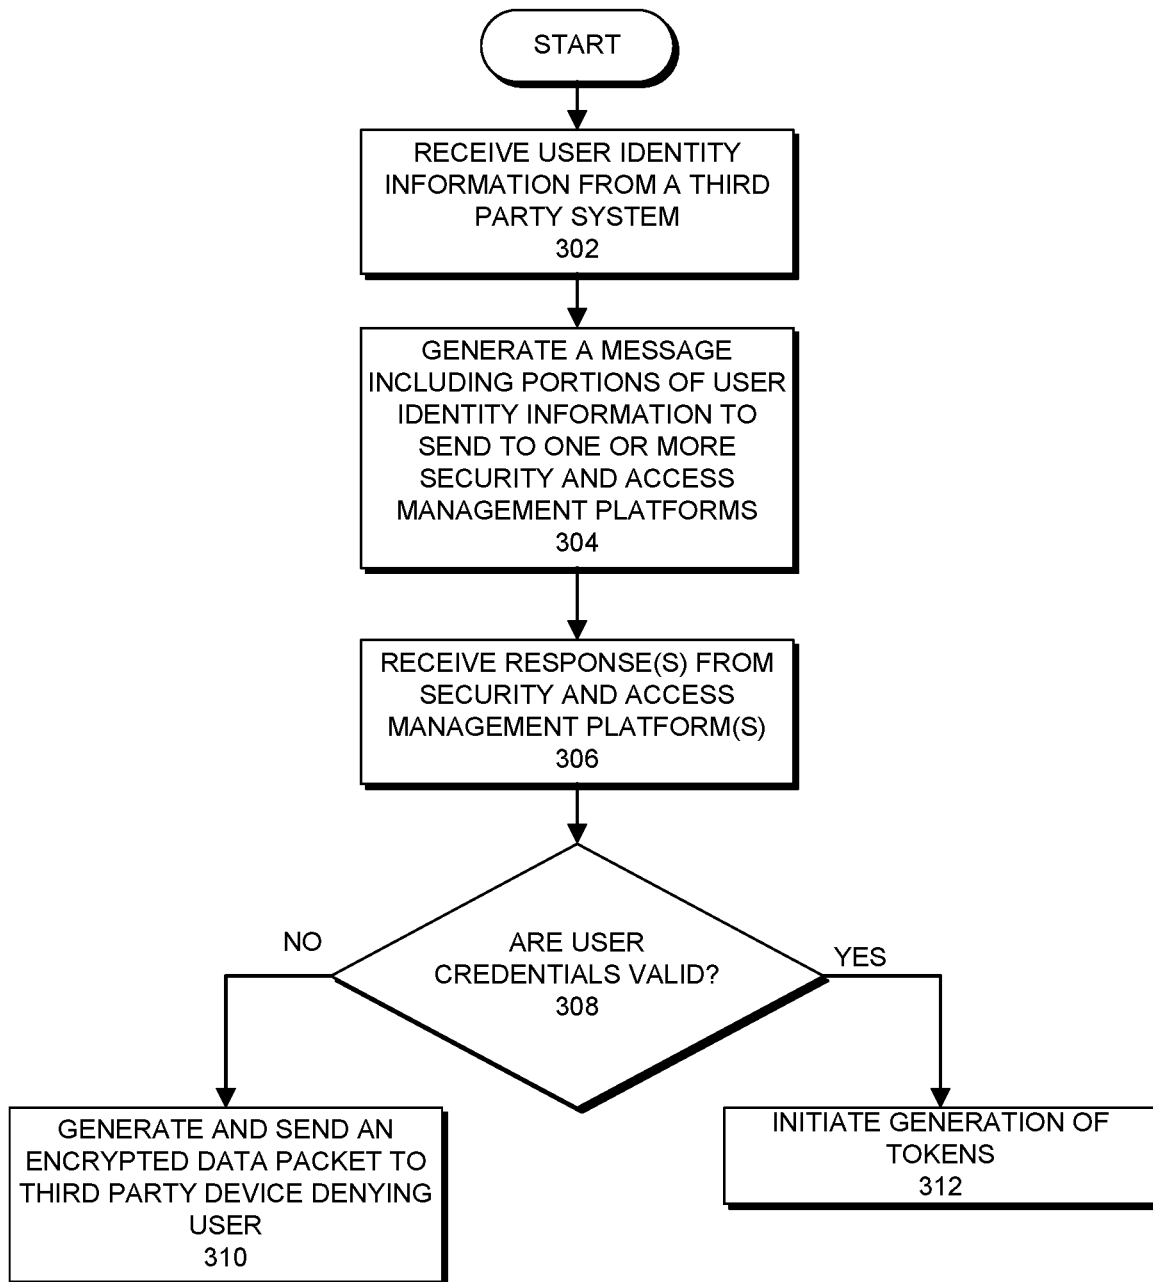 START
RECEIVE USER IDENTITY
INFORMATION FROM A THIRD
PARTY SYSTEM
302
GENERATE A MESSAGE
INCLUDING PORTIONS OF USER
IDENTITY INFORMATION TO
SEND TO ONE OR MORE
SECURITY AND ACCESS
MANAGEMENT PLATFORMS
304
RECEIVE RESPONSE(S) FROM
SECURITY AND ACCESS
MANAGEMENT PLATFORM(S)
306
ARE USER
CREDENTIALS VALID?
308
NO
YES
GENERATE AND SEND AN
ENCRYPTED DATA PACKET TO
THIRD PARTY DEVICE DENYING
USER
310
INITIATE GENERATION OF
TOKENS
312